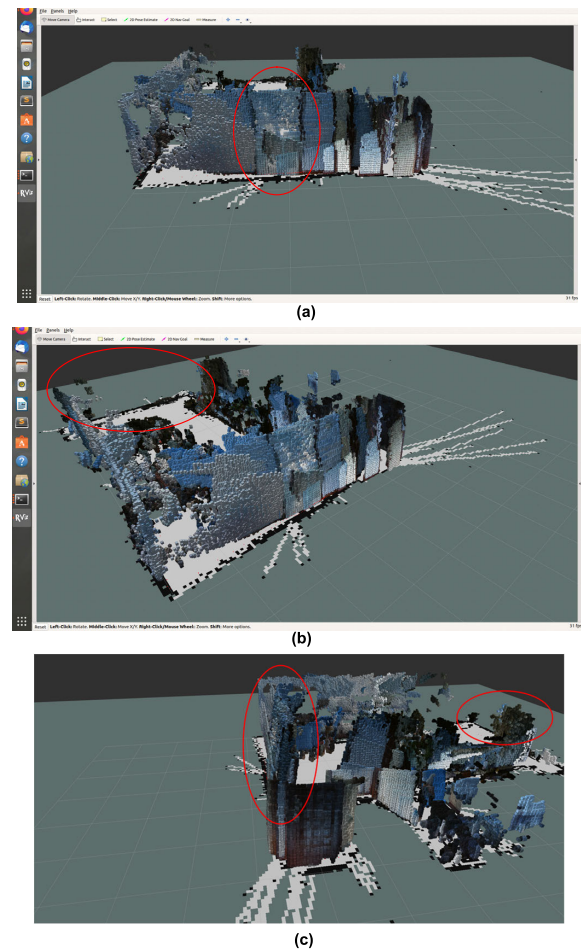 File Panels Help
Move Camera Interact Select 2D Pose Estimate 2D Nav Goal Measure
RViz
Reset Left-Click: Rotate. Middle-Click: Move X/Y. Right-Click/Mouse Wheel: Zoom. Shift: More options. 31 fps
(a)
File Panels Help
Move Camera Interact Select 2D Pose Estimate 2D Nav Goal Measure
RViz
Reset Left-Click: Rotate. Middle-Click: Move X/Y. Right-Click/Mouse Wheel: Zoom. Shift: More options. 31 fps
(b)
(c)